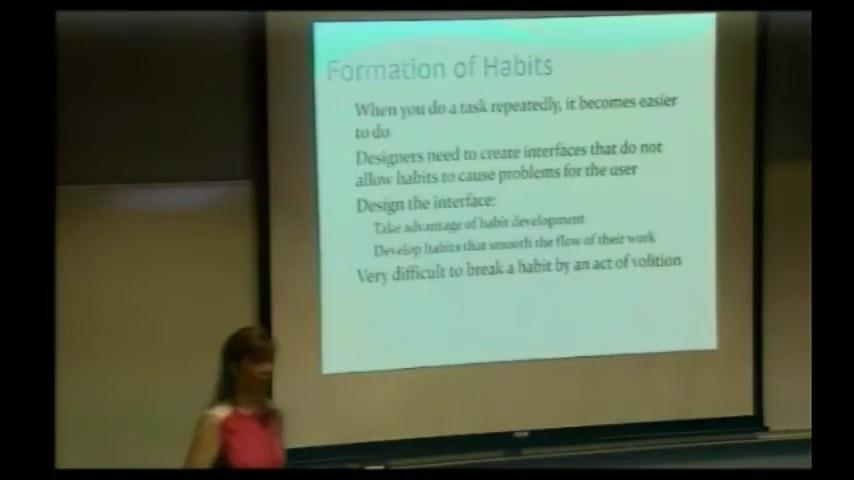 Formation of Habits
When you do a task repeatedly, it becomes easier
to do
Designers need to create interfaces that do not
allow habits to cause problems for the user
Design the interface:
Take advantage of habit development
Develop habits that smooth the flow of their work
Very difficult to break a habit by an act of volition